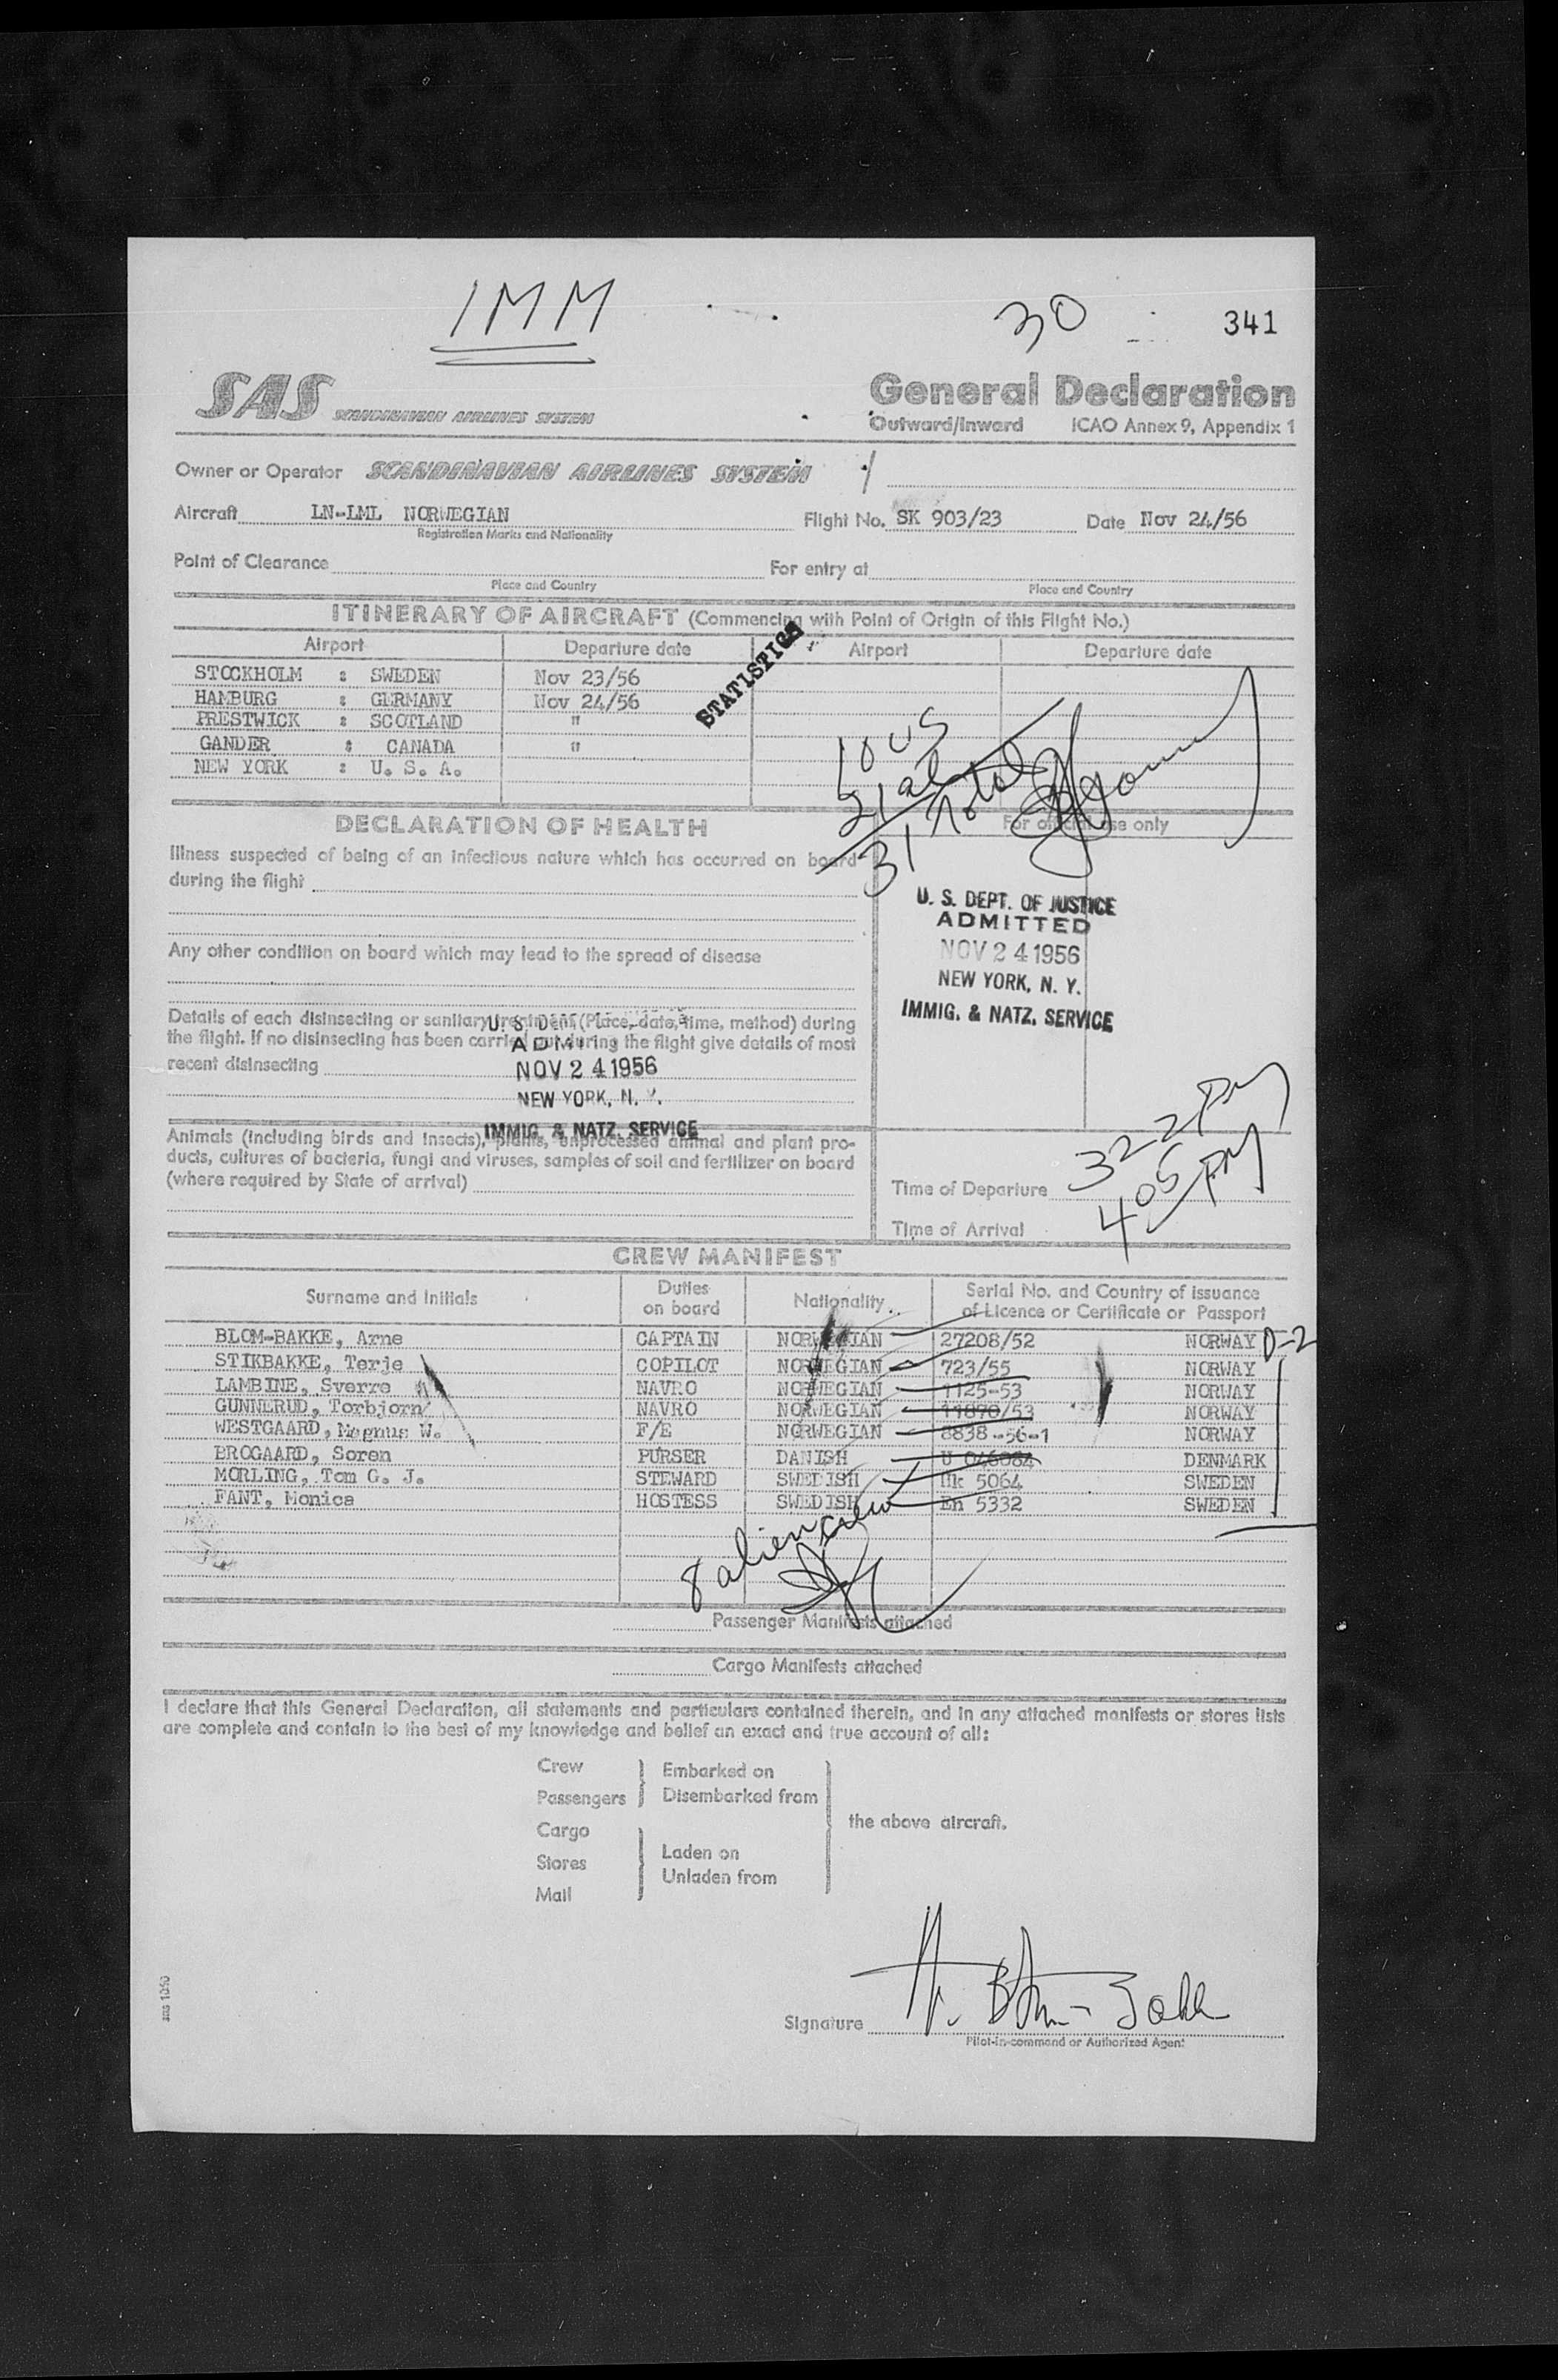 IMM
30
341
SAS SCANDINAVIAN AIRLINES SYSTEM
General Declaration
Outward/Inward ICAO Annex 9, Appendix 1
Owner or Operator SCANDINAVIAN AIRLINES SYSTEM
Aircraft LN-LML NORWEGIAN Flight No. SK 903/23 Date Nov 24/56
Registration Marks and Nationality
Point of Clearance For entry at
Place and Country Place and Country
ITINERARY OF AIRCRAFT (Commencing with Point of Origin of this Flight No.)
Airport Departure date Airport Departure date
STATISTICS
STOCKHOLM : SWEDEN Nov 23/56
HAMBURG : GERMANY Nov 24/56
PRESTWICK : SCOTLAND "
GANDER : CANADA "
NEW YORK : U. S. A.
10 US
21 al
31 Total
DECLARATION OF HEALTH
For official use only
Illness suspected of being of an infectious nature which has occurred on board
during the flight
U. S. DEPT. OF JUSTICE
ADMITTED
NOV 24 1956
NEW YORK, N. Y.
IMMIG. & NATZ. SERVICE
Any other condition on board which may lead to the spread of disease
Details of each disinsecting or sanitary treatment (Place, date, time, method) during
the flight. If no disinsecting has been carried out during the flight give details of most
recent disinsecting
NOV 24 1956
NEW YORK, N. Y.
IMMIG. & NATZ. SERVICE
Animals (including birds and insects), plants, unprocessed animal and plant pro-
ducts, cultures of bacteria, fungi and viruses, samples of soil and fertilizer on board
(where required by State of arrival)
Time of Departure 322 PM
Time of Arrival 405 PM
CREW MANIFEST
Surname and Initials Duties on board Nationality Serial No. and Country of issuance of Licence or Certificate or Passport
BLOM-BAKKE, Arne CAPTAIN NORWEGIAN 27208/52 NORWAY D-2
STIKBAKKE, Terje COPILOT NORWEGIAN 723/55 NORWAY
LAMBINE, Sverre NAVRO NORWEGIAN 1125-53 NORWAY
GUNNERUD, Torbjorn NAVRO NORWEGIAN 11870/53 NORWAY
WESTGAARD, Magnus W. F/E NORWEGIAN 8838-56-1 NORWAY
BROGAARD, Soren PURSER DANISH U 046084 DENMARK
MORLING, Tom G. J. STEWARD SWEDISH Uk 5064 SWEDEN
FANT, Monica HOSTESS SWEDISH En 5332 SWEDEN
8 alien crew
Passenger Manifests attached
Cargo Manifests attached
I declare that this General Declaration, all statements and particulars contained therein, and in any attached manifests or stores lists
are complete and contain to the best of my knowledge and belief an exact and true account of all:
Crew
Passengers
Embarked on
Disembarked from
Cargo
Stores
Mail
Laden on
Unladen from
the above aircraft.
Signature
Pilot-in-command or Authorized Agent
sas 1050